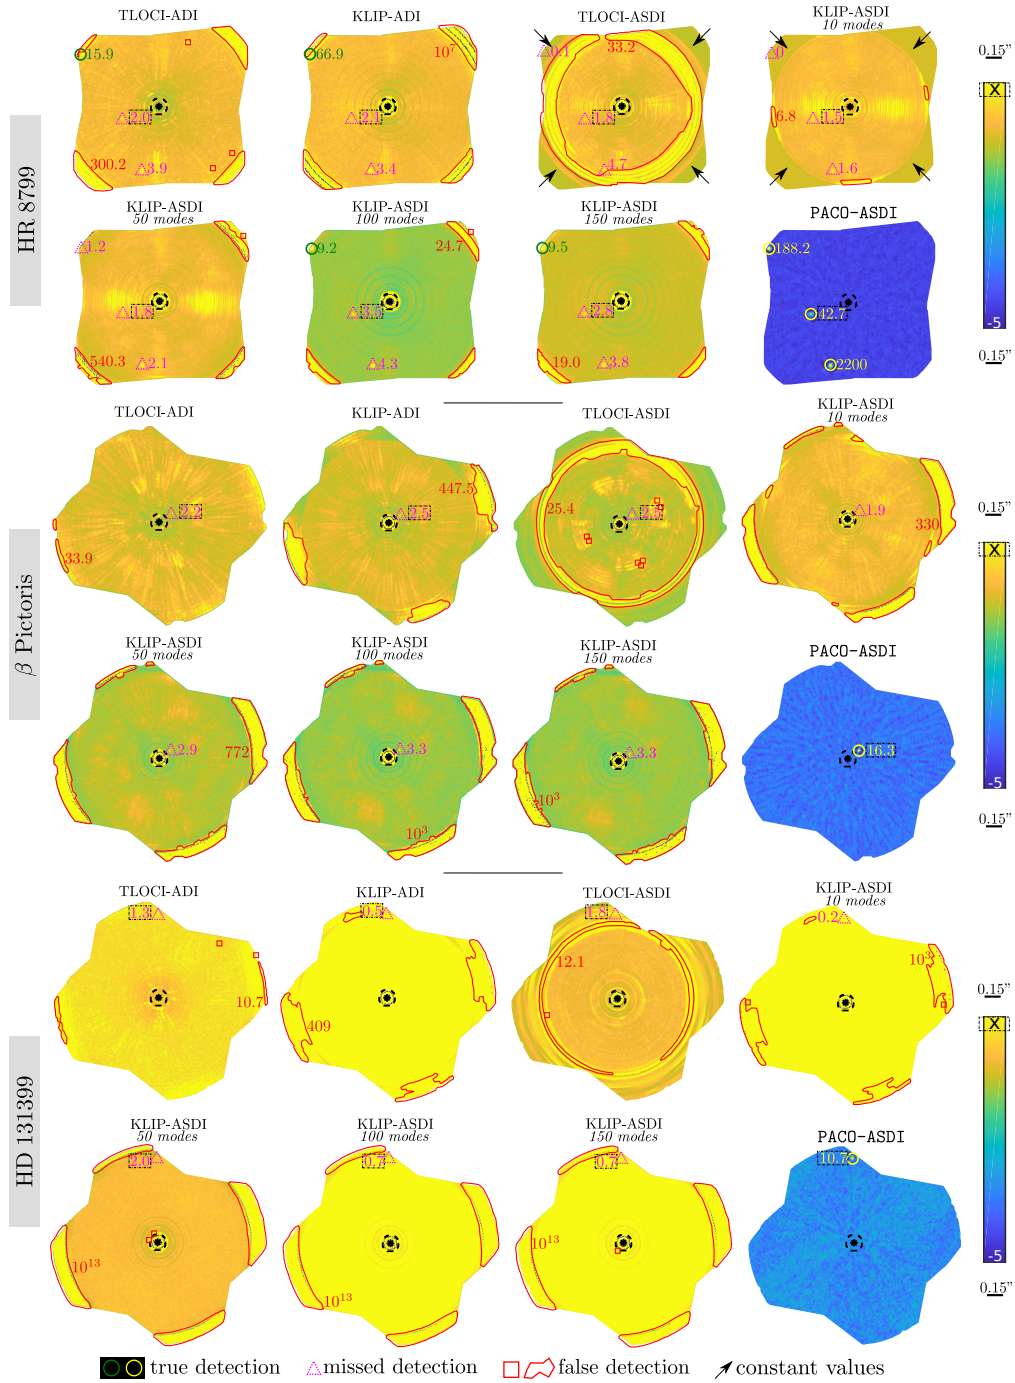 TLOCI-ADI
KLIP-ADI
TLOCI-ASDI
KLIP-ASDI
10 modes
HR 8799
15.9
2.0
3.9
300.2
66.9
10⁷
2.1
3.4
0.1
33.2
1.8
4.7
0
6.8
1.5
1.6
0.15"
X
-5
0.15"
KLIP-ASDI
50 modes
KLIP-ASDI
100 modes
KLIP-ASDI
150 modes
PACO-ASDI
1.2
1.8
2.1
540.3
9.2
24.7
3.5
4.3
9.5
2.8
3.8
19.0
188.2
42.7
2200
TLOCI-ADI
KLIP-ADI
TLOCI-ASDI
KLIP-ASDI
10 modes
β Pictoris
2.2
33.9
447.5
2.5
25.4
2.5
1.9
330
0.15"
X
-5
0.15"
KLIP-ASDI
50 modes
KLIP-ASDI
100 modes
KLIP-ASDI
150 modes
PACO-ASDI
2.9
772
3.3
10³
3.3
10³
16.3
TLOCI-ADI
KLIP-ADI
TLOCI-ASDI
KLIP-ASDI
10 modes
HD 131399
1.3
10.7
0.5
409
1.8
12.1
0.2
10³
0.15"
X
-5
0.15"
KLIP-ASDI
50 modes
KLIP-ASDI
100 modes
KLIP-ASDI
150 modes
PACO-ASDI
2.0
10¹³
0.7
10¹³
0.7
10¹³
10.7
true detection
missed detection
false detection
constant values